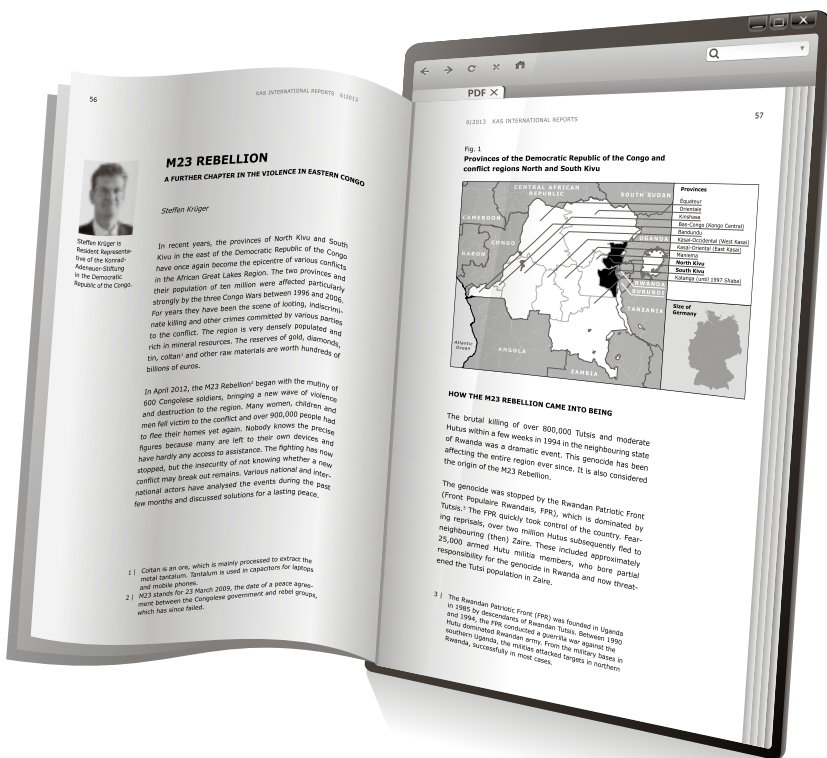 56
KAS INTERNATIONAL REPORTS 6|2013
M23 REBELLION
A FURTHER CHAPTER IN THE VIOLENCE IN EASTERN CONGO
Steffen Krüger
Steffen Krüger is
Resident Representa-
tive of the Konrad-
Adenauer-Stiftung
in the Democratic
Republic of the Congo.
In recent years, the provinces of North Kivu and South
Kivu in the east of the Democratic Republic of the Congo
have once again become the epicentre of various conflicts
in the African Great Lakes Region. The two provinces and
their population of ten million were affected particularly
strongly by the three Congo Wars between 1996 and 2006.
For years they have been the scene of looting, indiscrimi-
nate killing and other crimes committed by various parties
to the conflict. The region is very densely populated and
rich in mineral resources. The reserves of gold, diamonds,
tin, coltan¹ and other raw materials are worth hundreds of
billions of euros.
In April 2012, the M23 Rebellion² began with the mutiny of
600 Congolese soldiers, bringing a new wave of violence
and destruction to the region. Many women, children and
men fell victim to the conflict and over 900,000 people had
to flee their homes yet again. Nobody knows the precise
figures because many are left to their own devices and
have hardly any access to assistance. The fighting has now
stopped, but the insecurity of not knowing whether a new
conflict may break out remains. Various national and inter-
national actors have analysed the events during the past
few months and discussed solutions for a lasting peace.
1 | Coltan is an ore, which is mainly processed to extract the
metal tantalum. Tantalum is used in capacitors for laptops
and mobile phones.
2 | M23 stands for 23 March 2009, the date of a peace agree-
ment between the Congolese government and rebel groups,
which has since failed.
PDF
6|2013 KAS INTERNATIONAL REPORTS
57
Fig. 1
Provinces of the Democratic Republic of the Congo and
conflict regions North and South Kivu
CENTRAL AFRICAN
REPUBLIC
SOUTH SUDAN
CAMEROON
CONGO
GABON
UGANDA
RWANDA
BURUNDI
TANZANIA
Atlantic
Ocean
ANGOLA
ZAMBIA
Provinces
Équateur
Orientale
Kinshasa
Bas-Congo (Kongo Central)
Bandundu
Kasai-Occidental (West Kasai)
Kasai-Oriental (East Kasai)
Maniema
North Kivu
South Kivu
Katanga (until 1997 Shaba)
Size of
Germany
HOW THE M23 REBELLION CAME INTO BEING
The brutal killing of over 800,000 Tutsis and moderate
Hutus within a few weeks in 1994 in the neighbouring state
of Rwanda was a dramatic event. This genocide has been
affecting the entire region ever since. It is also considered
the origin of the M23 Rebellion.
The genocide was stopped by the Rwandan Patriotic Front
(Front Populaire Rwandais, FPR), which is dominated by
Tutsis.³ The FPR quickly took control of the country. Fear-
ing reprisals, over two million Hutus subsequently fled to
neighbouring (then) Zaire. These included approximately
25,000 armed Hutu militia members, who bore partial
responsibility for the genocide in Rwanda and now threat-
ened the Tutsi population in Zaire.
3 | The Rwandan Patriotic Front (FPR) was founded in Uganda
in 1985 by descendants of Rwandan Tutsis. Between 1990
and 1994, the FPR conducted a guerrilla war against the
Hutu dominated Rwandan army. From the military bases in
southern Uganda, the militias attacked targets in northern
Rwanda, successfully in most cases.